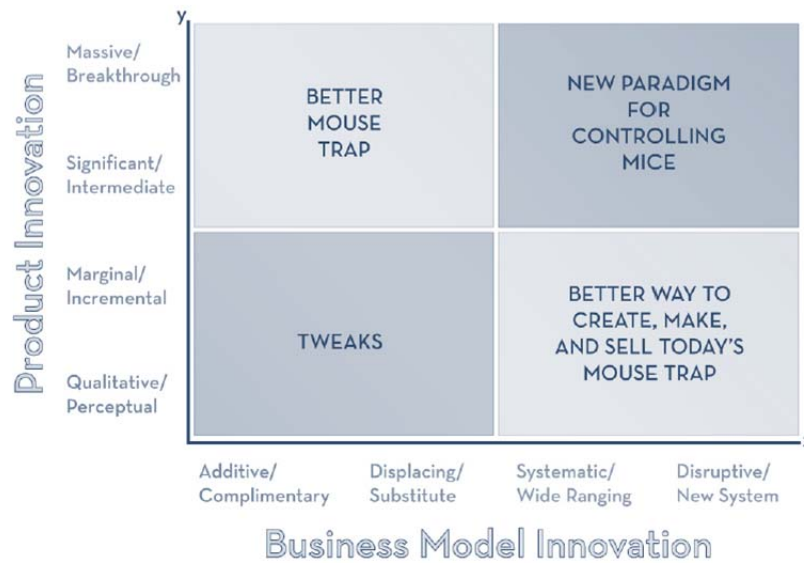 y
Massive/
Breakthrough
Significant/
Intermediate
Marginal/
Incremental
Qualitative/
Perceptual
Product Innovation
BETTER
MOUSE
TRAP
NEW PARADIGM
FOR
CONTROLLING
MICE
TWEAKS
BETTER WAY TO
CREATE, MAKE,
AND SELL TODAY'S
MOUSE TRAP
Additive/
Complimentary
Displacing/
Substitute
Systematic/
Wide Ranging
Disruptive/
New System
Business Model Innovation